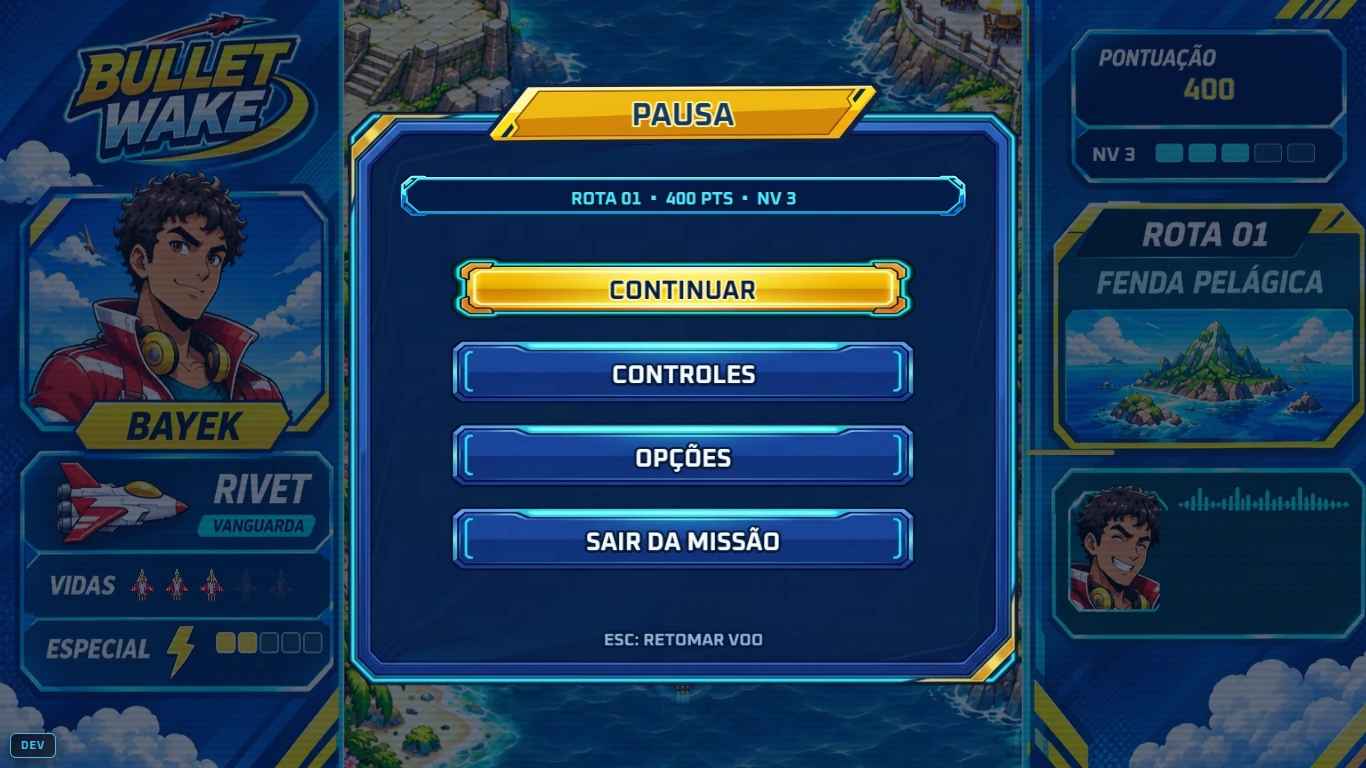 BULLET
WAKE
BAYEK
RIVET
VANGUARDA
VIDAS
ESPECIAL
DEV
PAUSA
ROTA 01 • 400 PTS • NV 3
CONTINUAR
CONTROLES
OPÇÕES
SAIR DA MISSÃO
ESC: RETOMAR VOO
PONTUAÇÃO
400
NV 3
ROTA 01
FENDA PELÁGICA